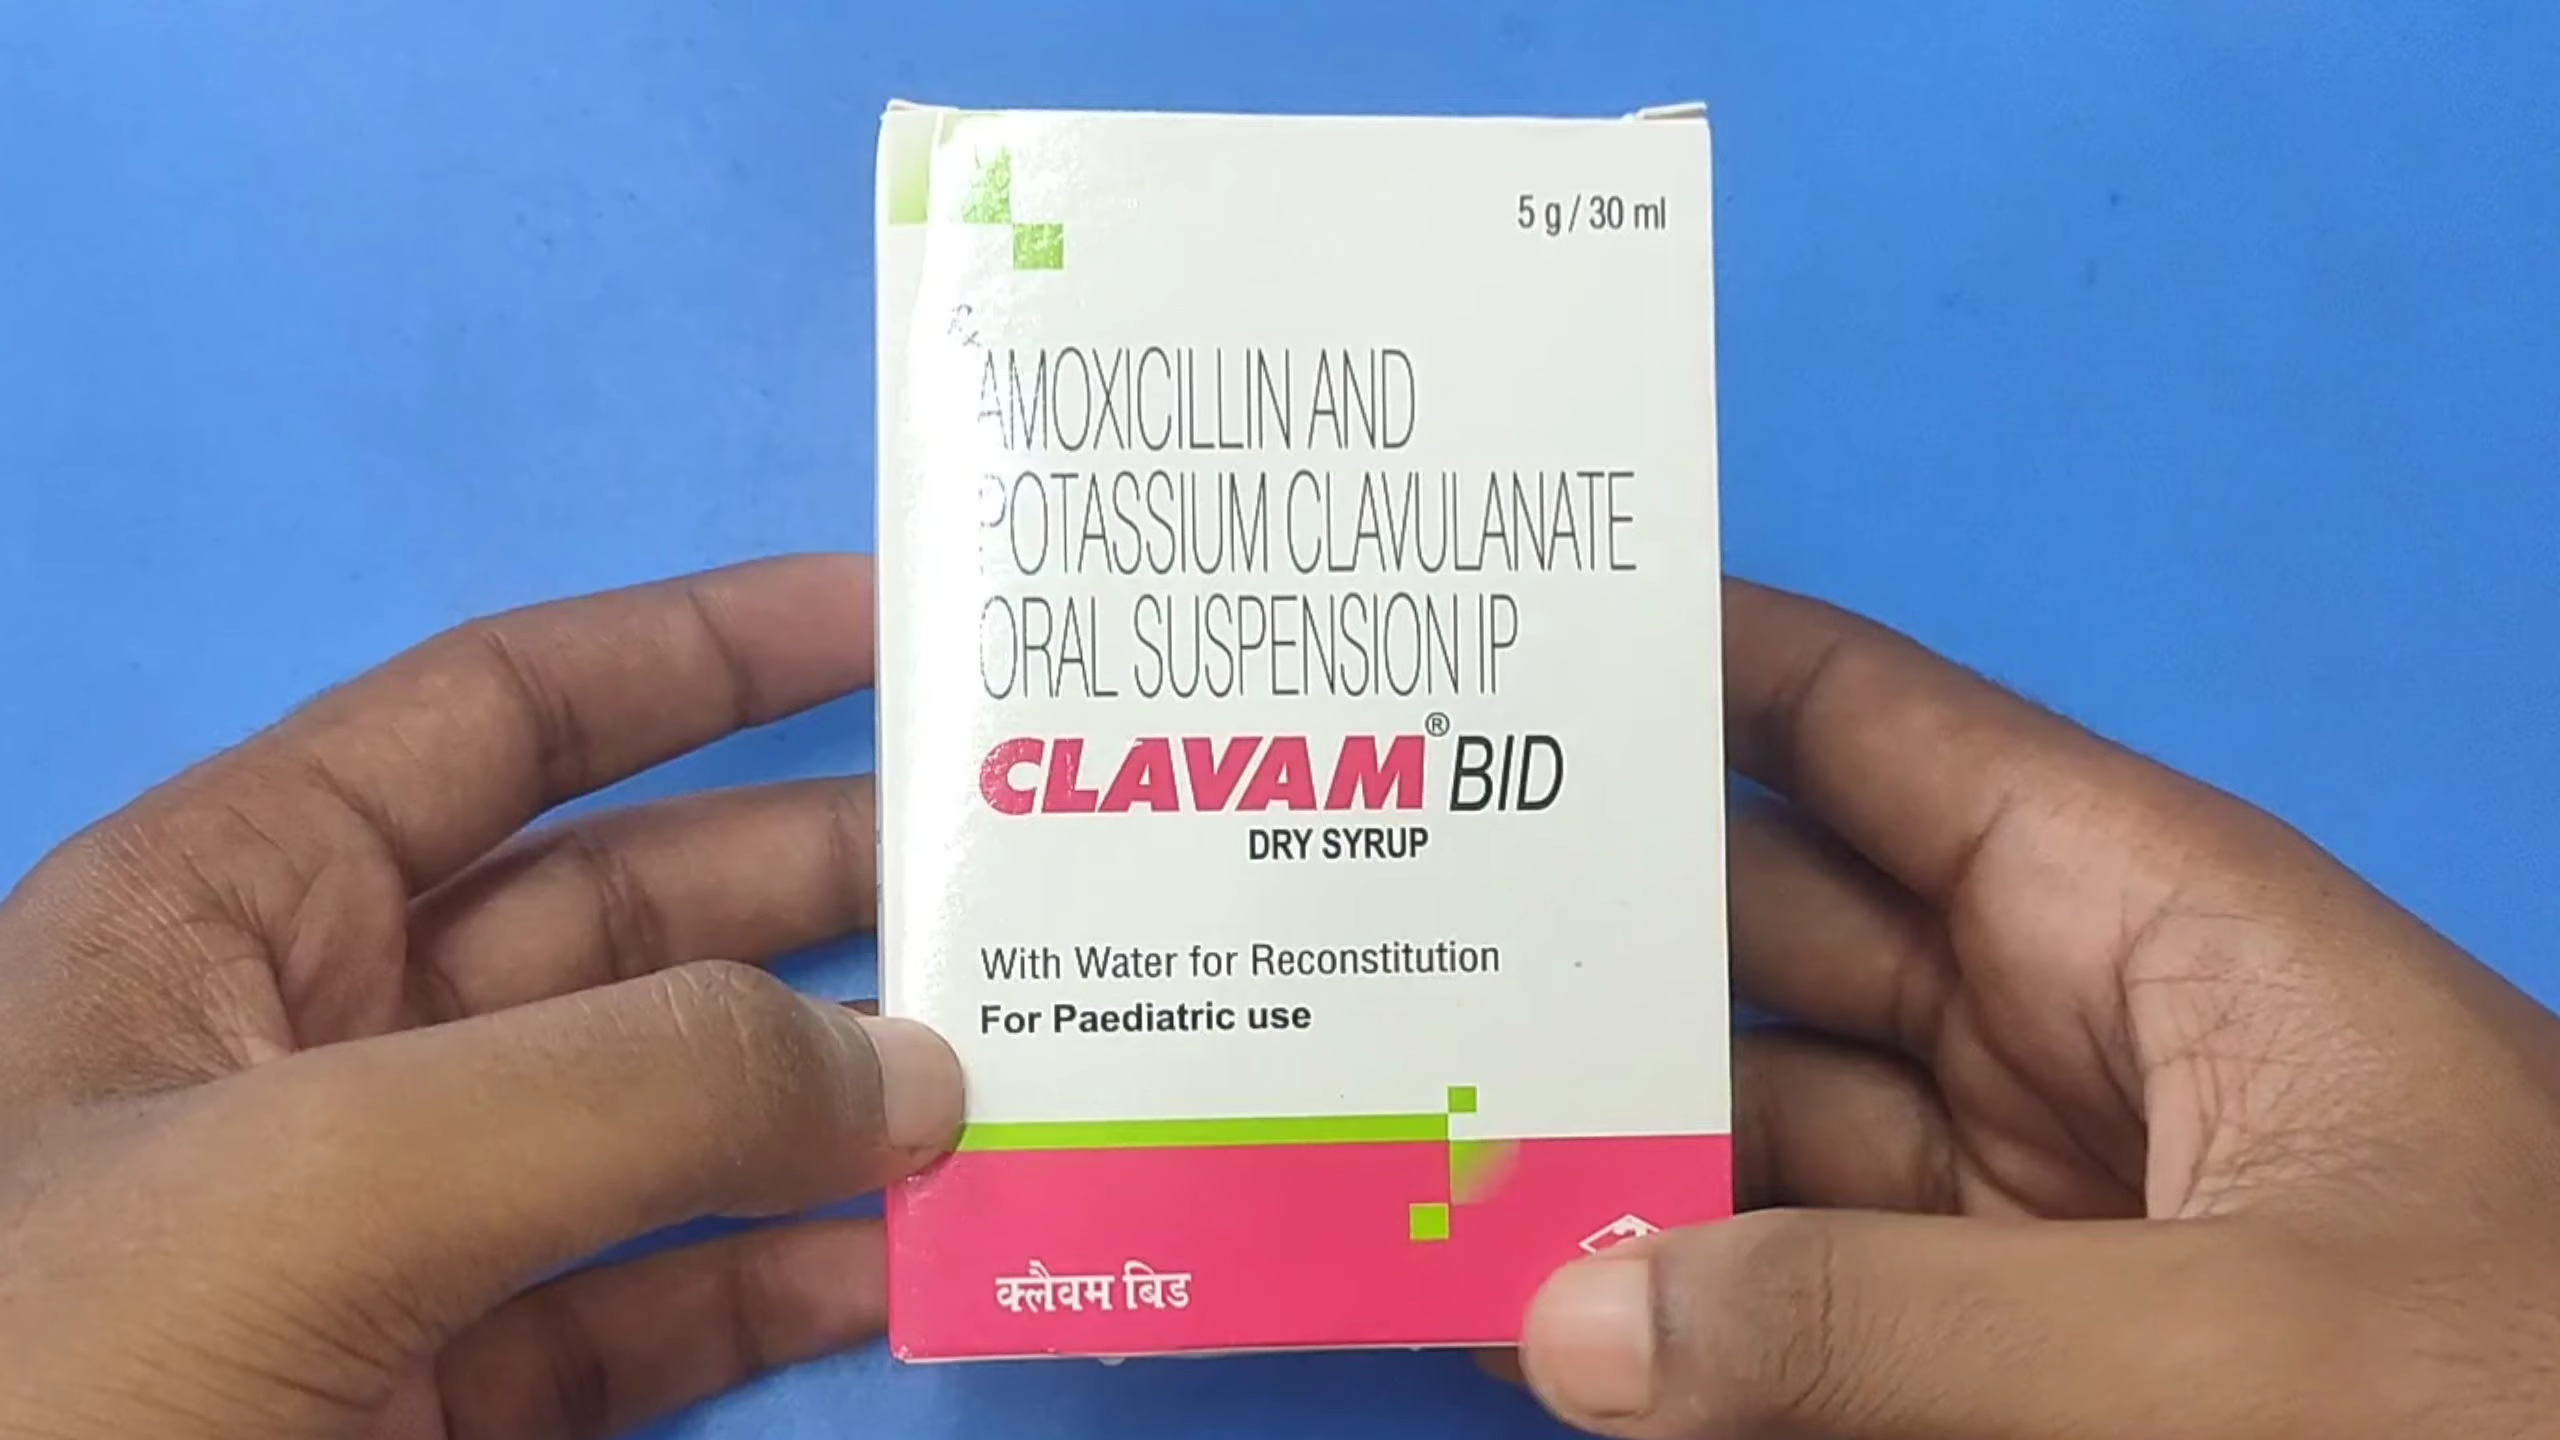 5 g / 30 ml
Rx
AMOXICILLIN AND
POTASSIUM CLAVULANATE
ORAL SUSPENSION IP
CLAVAM® BID
DRY SYRUP
With Water for Reconstitution
For Paediatric use
क्लैवम बिड